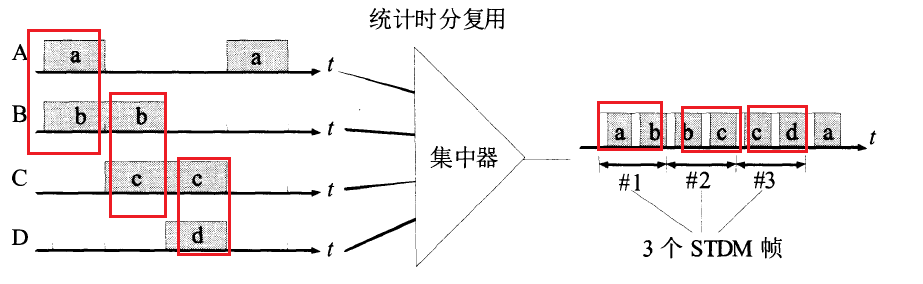 统计时分复用
A a a t
B b b t
C c c t
D d t
集中器
a b b c c d a t
#1 #2 #3
3 个 STDM 帧